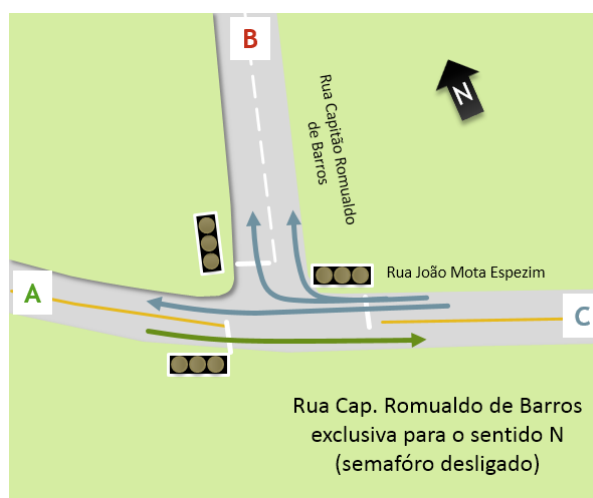 B
N
Rua Capitão Romualdo
de Barros
Rua João Mota Espezim
A
C
Rua Cap. Romualdo de Barros
exclusiva para o sentido N
(semafóro desligado)